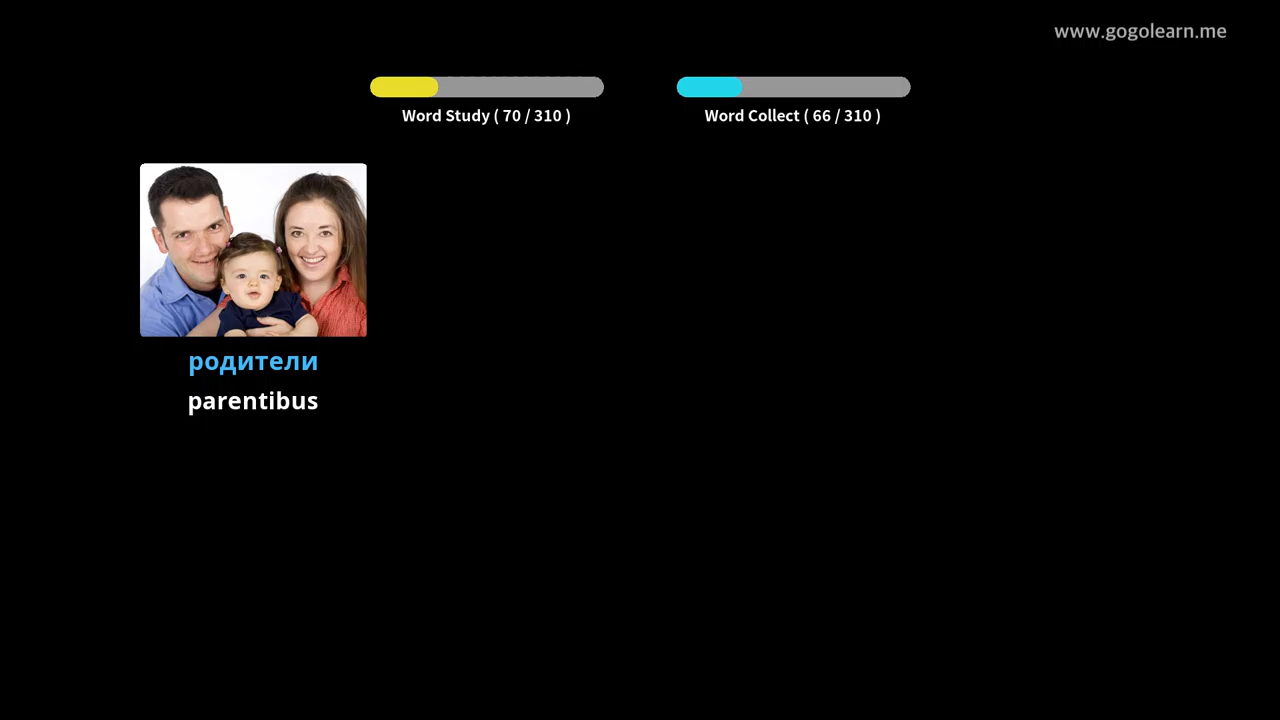 www.gogolearn.me
Word Study ( 70 / 310 )
Word Collect ( 66 / 310 )
родители
parentibus